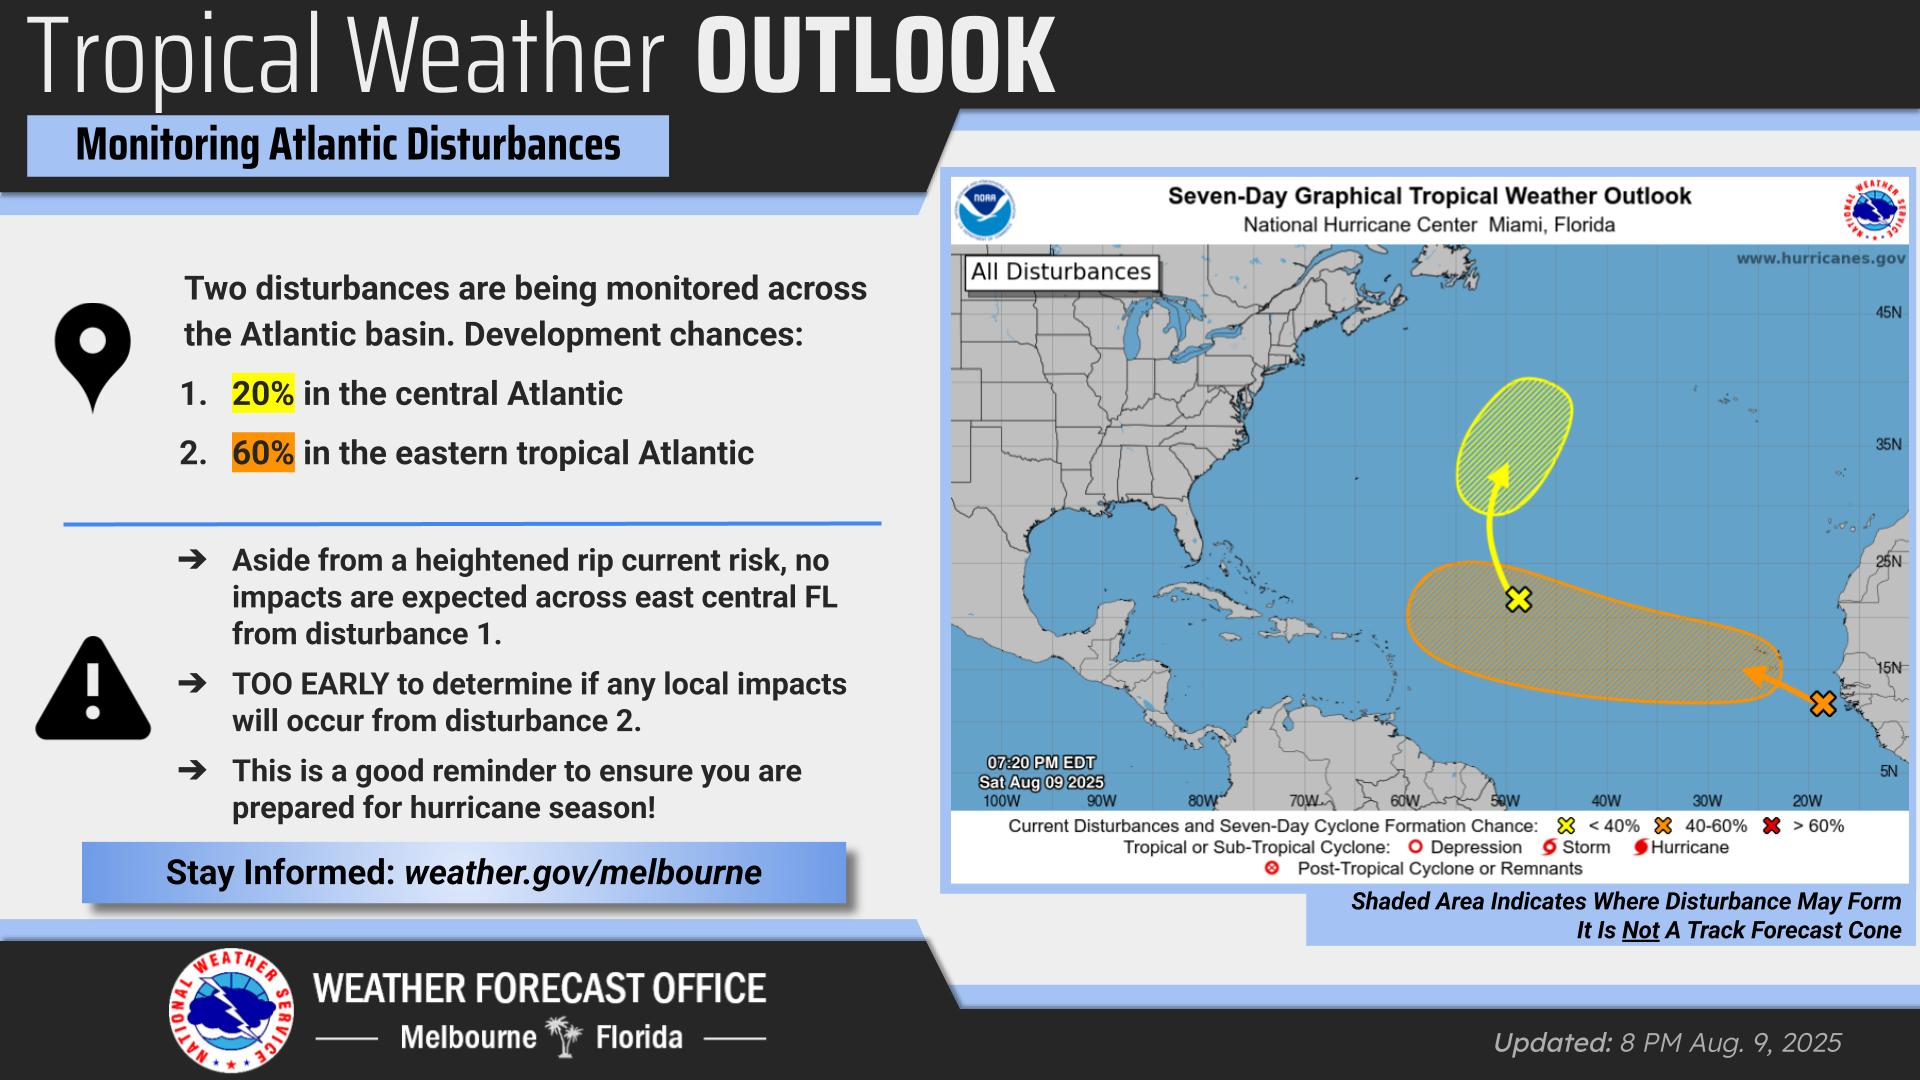 Tropical Weather OUTLOOK
Monitoring Atlantic Disturbances
Two disturbances are being monitored across
the Atlantic basin. Development chances:
1. 20% in the central Atlantic
2. 60% in the eastern tropical Atlantic
➔ Aside from a heightened rip current risk, no
impacts are expected across east central FL
from disturbance 1.
➔ TOO EARLY to determine if any local impacts
will occur from disturbance 2.
➔ This is a good reminder to ensure you are
prepared for hurricane season!
Stay Informed: weather.gov/melbourne
NATIONAL WEATHER SERVICE
WEATHER FORECAST OFFICE
Melbourne Florida
NOAA
Seven-Day Graphical Tropical Weather Outlook
National Hurricane Center Miami, Florida
NATIONAL WEATHER SERVICE
All Disturbances
www.hurricanes.gov
45N
35N
25N
15N
5N
07:20 PM EDT
Sat Aug 09 2025
100W 90W 80W 70W 60W 50W 40W 30W 20W
Current Disturbances and Seven-Day Cyclone Formation Chance: < 40% 40-60% > 60%
Tropical or Sub-Tropical Cyclone: Depression Storm Hurricane
Post-Tropical Cyclone or Remnants
Shaded Area Indicates Where Disturbance May Form
It Is Not A Track Forecast Cone
Updated: 8 PM Aug. 9, 2025